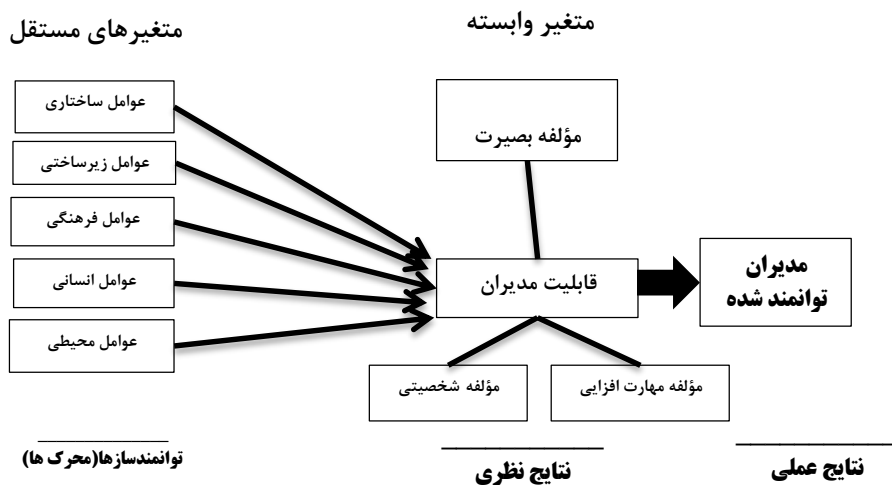 متغیر وابسته
متغیرهای مستقل
عوامل ساختاری
عوامل زیرساختی
عوامل فرهنگی
عوامل انسانی
عوامل محیطی
مؤلفه بصیرت
قابلیت مدیران
مدیران
توانمند شده
مؤلفه مهارت افزایی
مؤلفه شخصیتی
توانمندسازها(محرک ها)
نتایج نظری
نتایج عملی